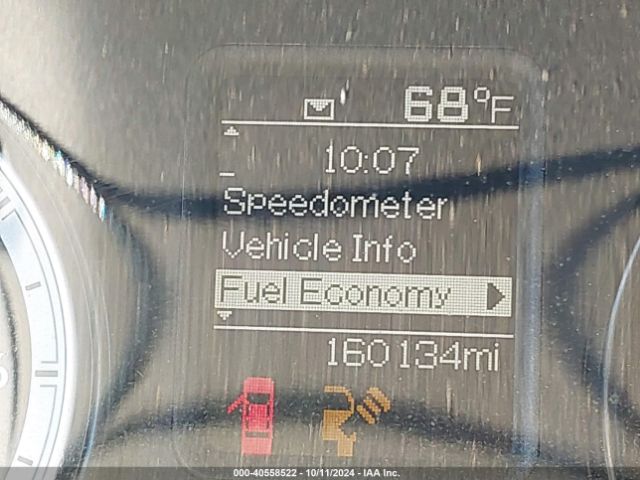 68°F
10:07
Speedometer
Vehicle Info
Fuel Economy
160134mi
000-40558522 - 10/11/2024 - IAA Inc.